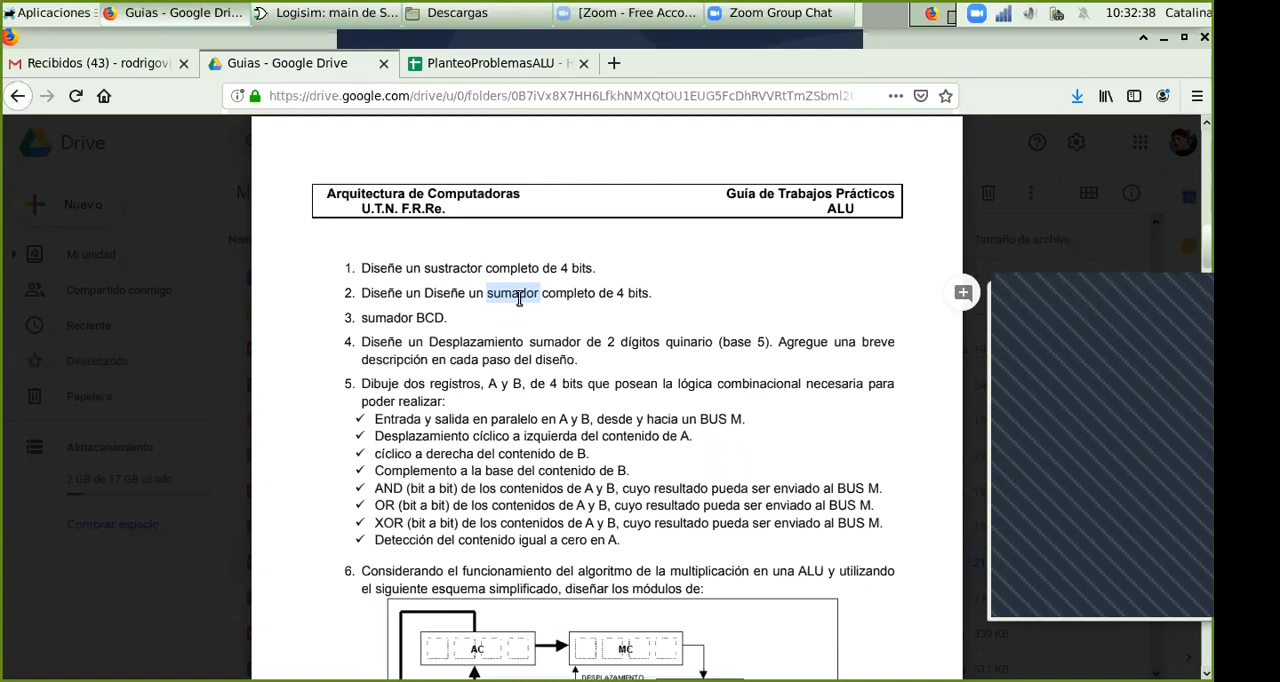 Aplicaciones
Guias - Google Dri...
Logisim: main de S...
Descargas
[Zoom - Free Acco...
Zoom Group Chat
10:32:38
Catalina
Recibidos (43) - rodrigov
Guias - Google Drive
PlanteoProblemasALU - H
https://drive.google.com/drive/u/0/folders/0B7iVx8X7HH6LfkhNMXQtOU1EUG5FcDhRVVRtTmZSbml2
Drive
Nuevo
Mi unidad
Compartido conmigo
Reciente
Destacados
Papelera
Almacenamiento
2 GB de 17 GB usado
Comprar espacio
Tamaño de archivo
339 KB
511 KB
Arquitectura de Computadoras
Guía de Trabajos Prácticos
U.T.N. F.R.Re.
ALU
1. Diseñe un sustractor completo de 4 bits.
2. Diseñe un Diseñe un sumador completo de 4 bits.
3. sumador BCD.
4. Diseñe un Desplazamiento sumador de 2 dígitos quinario (base 5). Agregue una breve
descripción en cada paso del diseño.
5. Dibuje dos registros, A y B, de 4 bits que posean la lógica combinacional necesaria para
poder realizar:
✓ Entrada y salida en paralelo en A y B, desde y hacia un BUS M.
✓ Desplazamiento cíclico a izquierda del contenido de A.
✓ cíclico a derecha del contenido de B.
✓ Complemento a la base del contenido de B.
✓ AND (bit a bit) de los contenidos de A y B, cuyo resultado pueda ser enviado al BUS M.
✓ OR (bit a bit) de los contenidos de A y B, cuyo resultado pueda ser enviado al BUS M.
✓ XOR (bit a bit) de los contenidos de A y B, cuyo resultado pueda ser enviado al BUS M.
✓ Detección del contenido igual a cero en A.
6. Considerando el funcionamiento del algoritmo de la multiplicación en una ALU y utilizando
el siguiente esquema simplificado, diseñar los módulos de:
AC
MC
DESPLAZAMIENTO